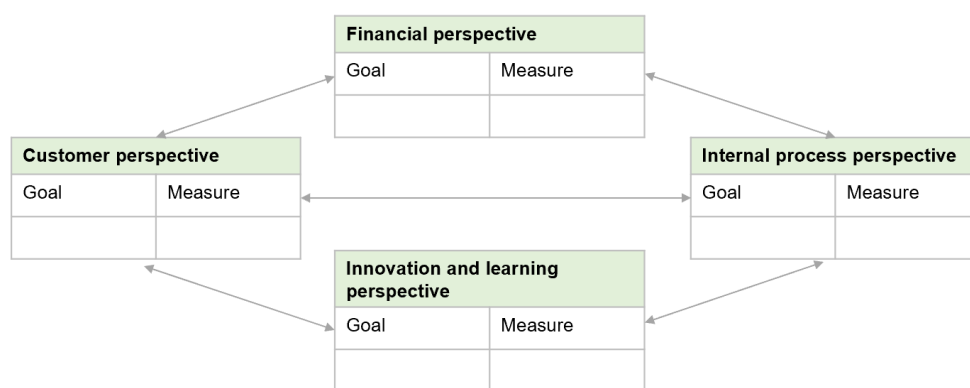 Financial perspective
Goal Measure
Customer perspective
Goal Measure
Internal process perspective
Goal Measure
Innovation and learning
perspective
Goal Measure